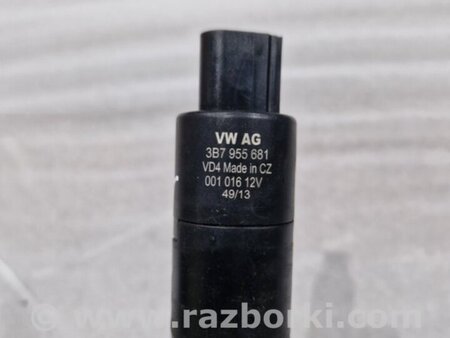 VW AG
3B7 955 681
VD4 Made in CZ
001 016 12V
49/13
www.razborki.com